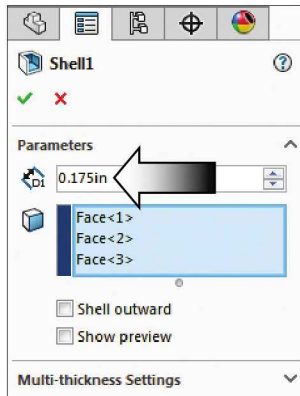 Shell1
Parameters
D1
0.175in
Face<1>
Face<2>
Face<3>
Shell outward
Show preview
Multi-thickness Settings